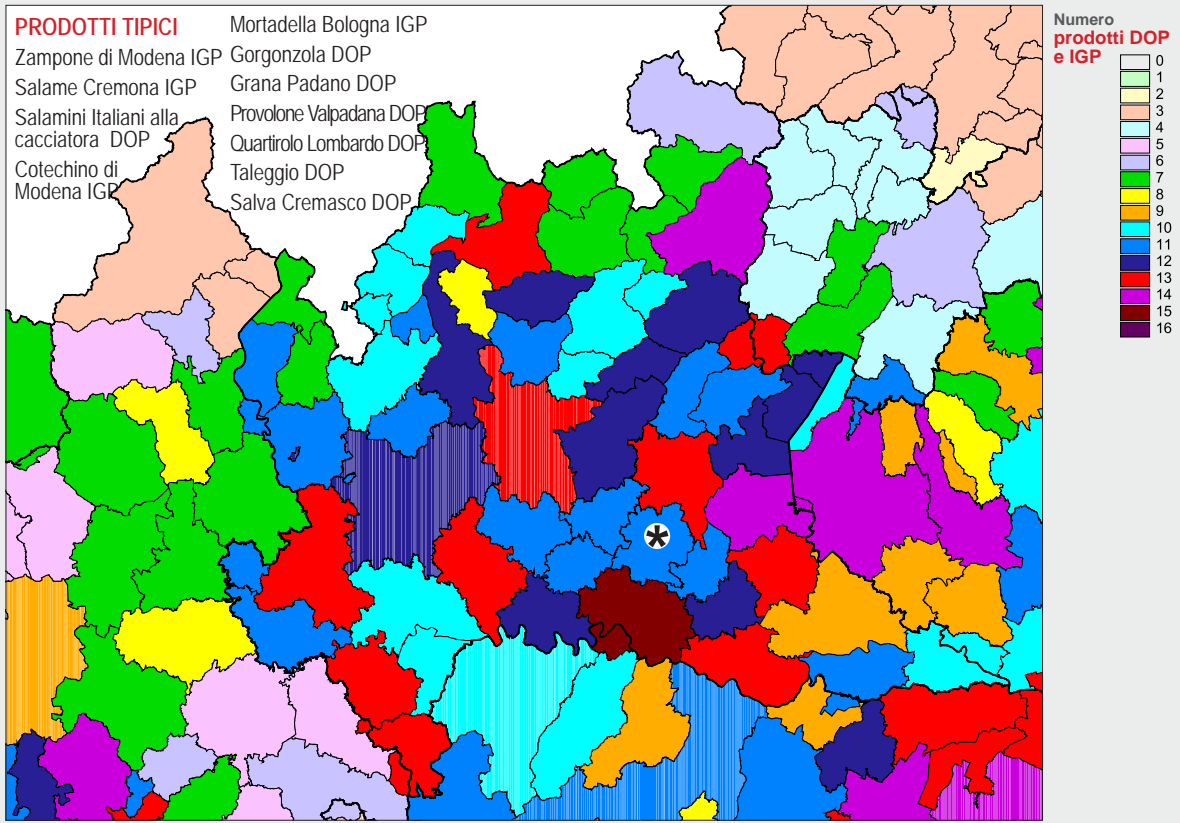 PRODOTTI TIPICI
Zampone di Modena IGP
Salame Cremona IGP
Salamini Italiani alla
cacciatora DOP
Cotechino di
Modena IGP
Mortadella Bologna IGP
Gorgonzola DOP
Grana Padano DOP
Provolone Valpadana DOP
Quartirolo Lombardo DOP
Taleggio DOP
Salva Cremasco DOP
*
Numero
prodotti DOP
e IGP
0
1
2
3
4
5
6
7
8
9
10
11
12
13
14
15
16